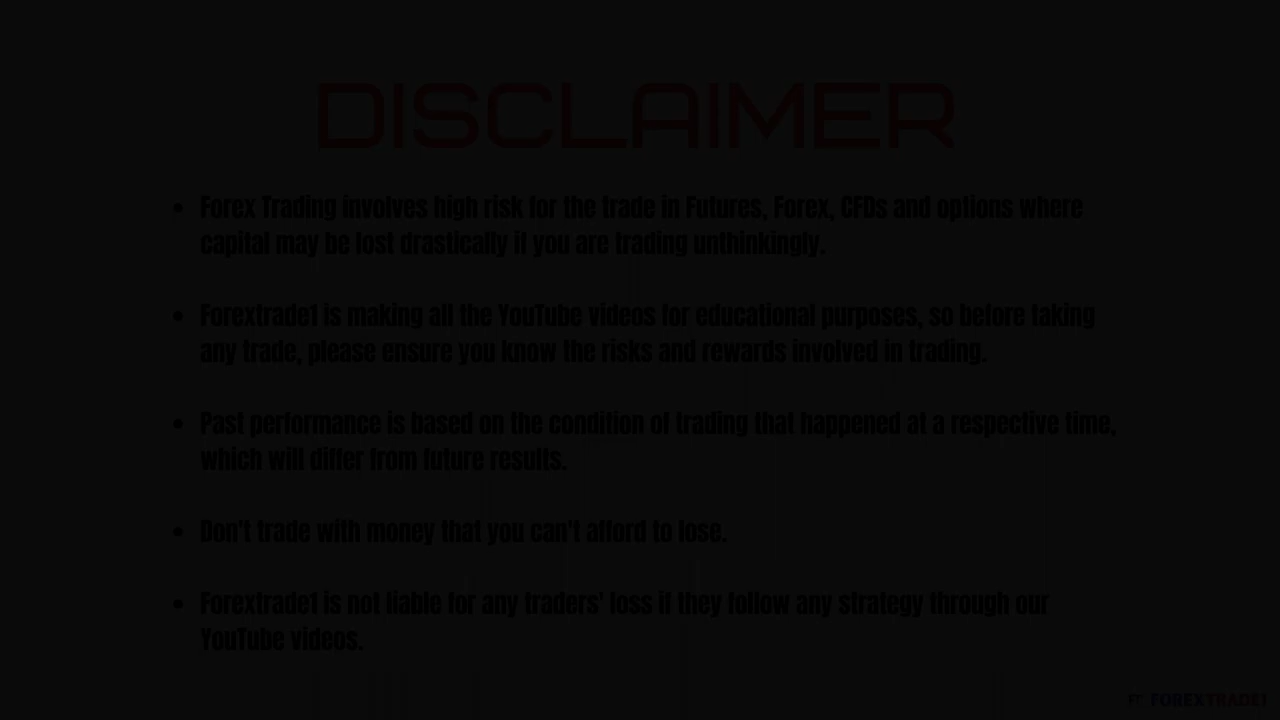 DISCLAIMER
• Forex Trading involves high risk for the trade in Futures, Forex, CFDs and options where
capital may be lost drastically if you are trading unthinkingly.
• Forextrade1 is making all the YouTube videos for educational purposes, so before taking
any trade, please ensure you know the risks and rewards involved in trading.
• Past performance is based on the condition of trading that happened at a respective time,
which will differ from future results.
• Don't trade with money that you can't afford to lose.
• Forextrade1 is not liable for any traders' loss if they follow any strategy through our
YouTube videos.
FOREXTRADE1